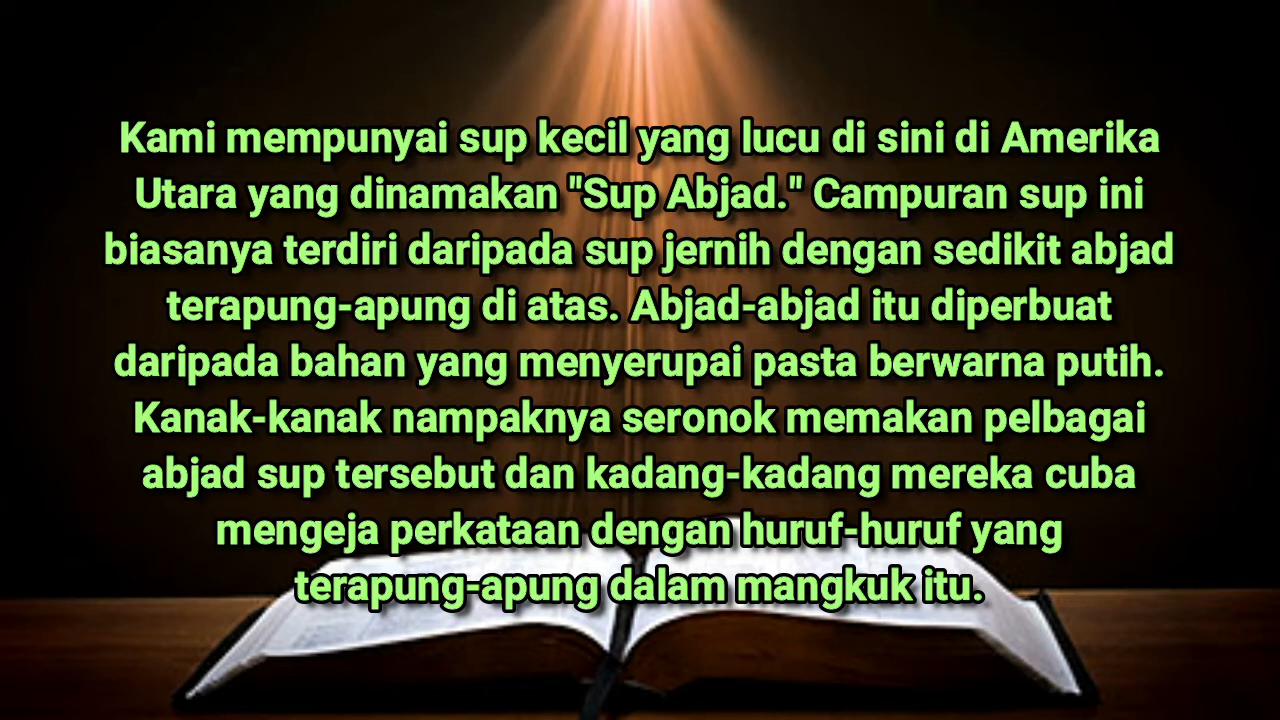 Kami mempunyai sup kecil yang lucu di sini di Amerika
Utara yang dinamakan "Sup Abjad." Campuran sup ini
biasanya terdiri daripada sup jernih dengan sedikit abjad
terapung-apung di atas. Abjad-abjad itu diperbuat
daripada bahan yang menyerupai pasta berwarna putih.
Kanak-kanak nampaknya seronok memakan pelbagai
abjad sup tersebut dan kadang-kadang mereka cuba
mengeja perkataan dengan huruf-huruf yang
terapung-apung dalam mangkuk itu.